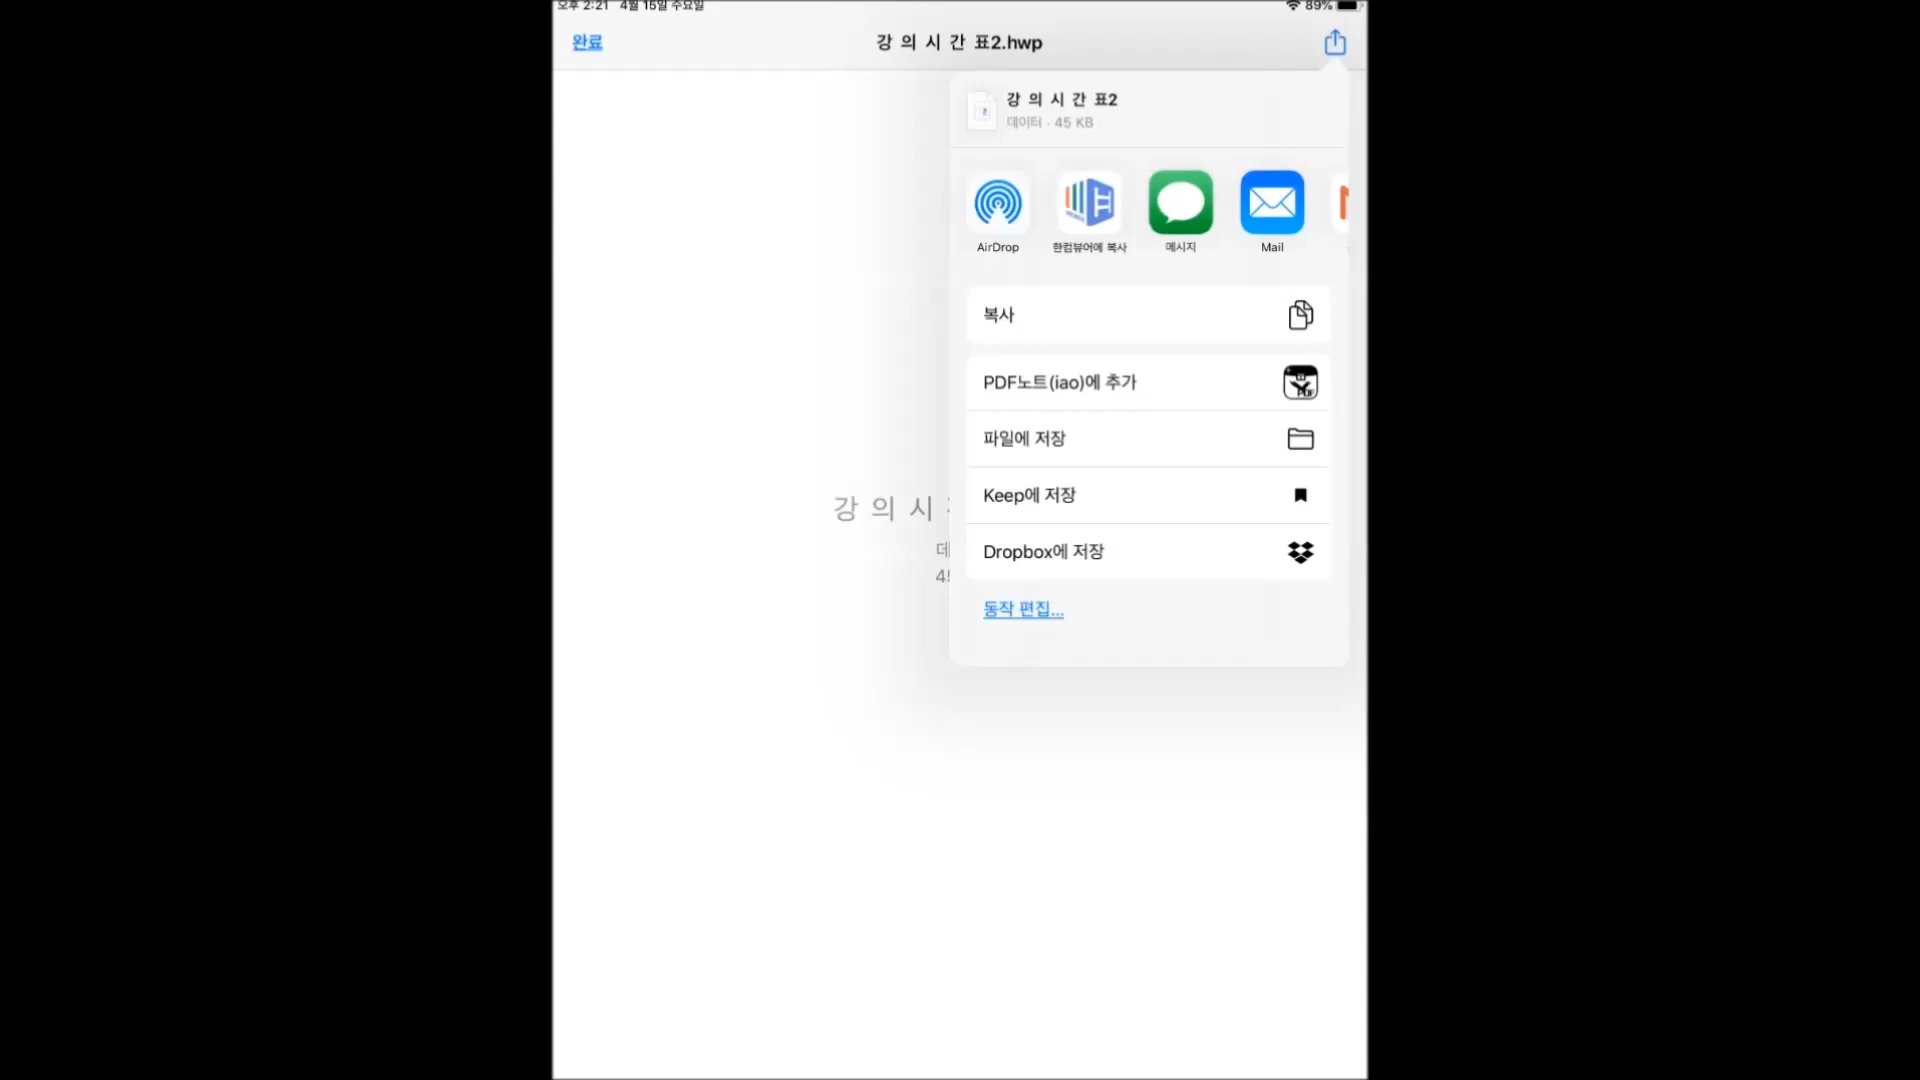 오후 2:21 4월 15일 수요일 89%
완료 강 의 시 간 표2.hwp
강 의 시 간 표2
데이터 · 45 KB
AirDrop 한컴뷰어에 복사 메시지 Mail
복사
PDF노트(iao)에 추가
파일에 저장
Keep에 저장
강 의 시
Dropbox에 저장
동작 편집...